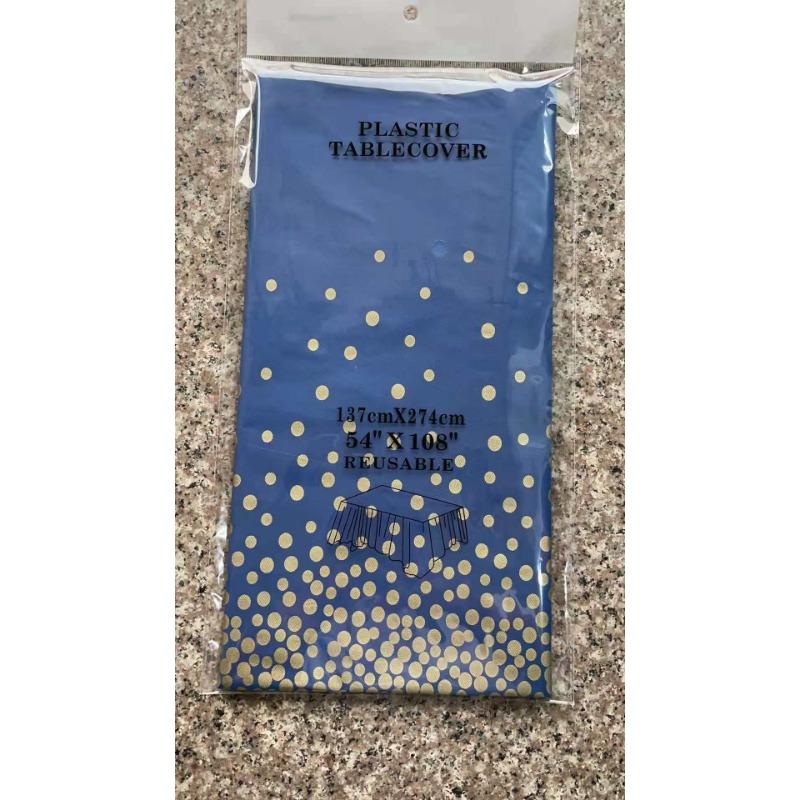 PLASTIC
TABLECOVER
137cmX274cm
54" X 108"
REUSABLE